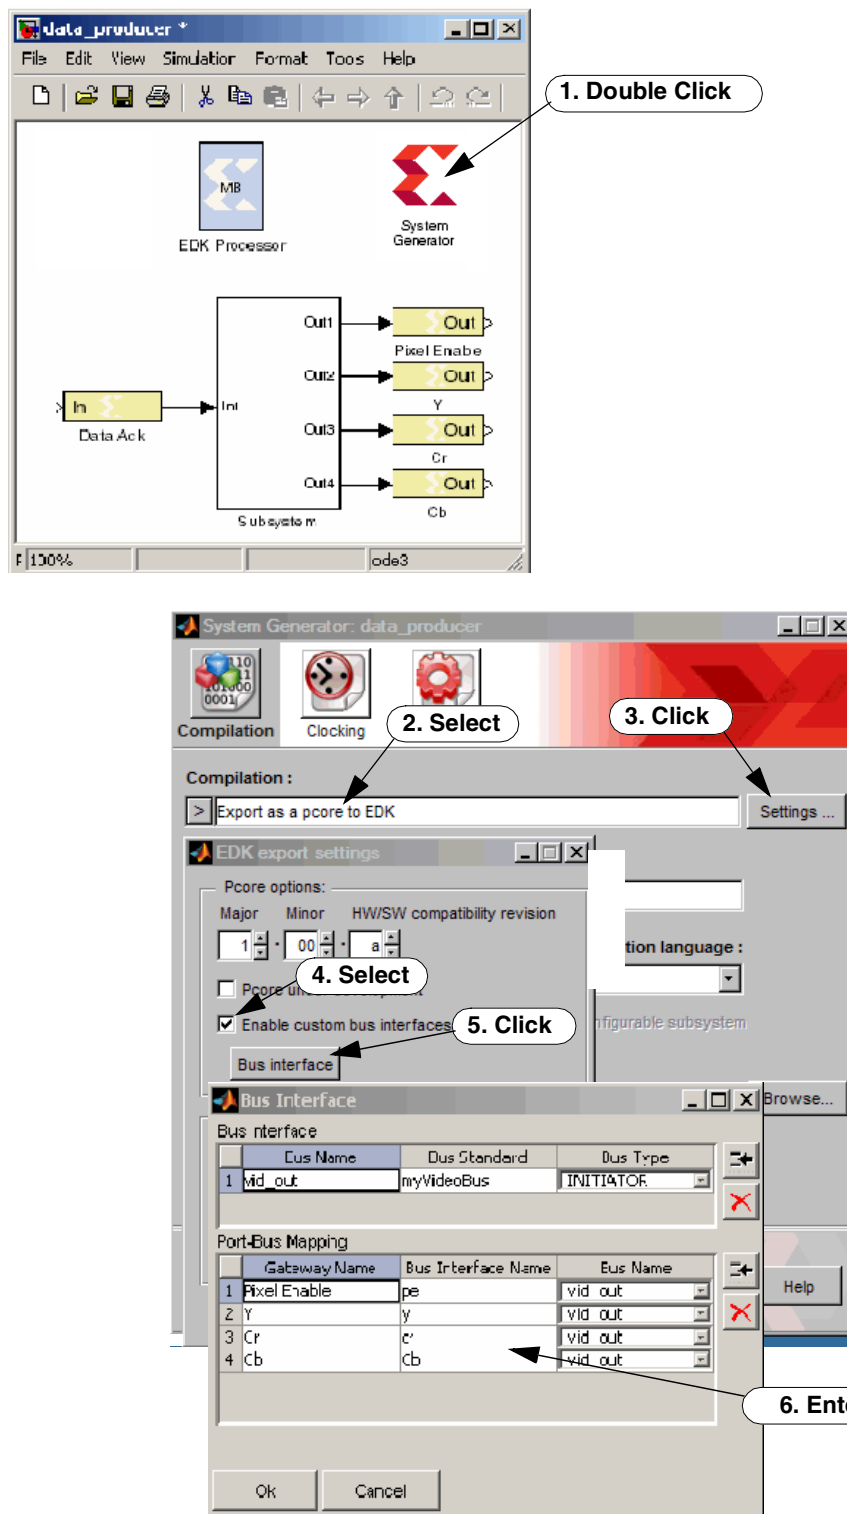 data_producer *
File Edit View Simulation Format Tools Help
1. Double Click
MB
EDK Processor
System
Generator
Out1
Out
Pixel Enable
Out2
Out
Y
In
In1
Data Ack
Out3
Out
Cr
Out4
Out
Cb
Subsystem
100%
ode3
System Generator: data_producer
Compilation
Clocking
2. Select
3. Click
Compilation :
> Export as a pcore to EDK
Settings ...
EDK export settings
Pcore options:
Major Minor HW/SW compatibility revision
1 . 00 . a
tion language :
4. Select
Pcore under development
Enable custom bus interfaces
5. Click
nfigurable subsystem
Bus interface
Browse...
Bus Interface
Bus Interface
Bus Name Bus Standard Bus Type
1 vid_out myVideoBus INITIATOR
Port-Bus Mapping
Gateway Name Bus Interface Name Bus Name
1 Pixel Enable pe vid_out
2 Y y vid_out
3 Cr cr vid_out
4 Cb Cb vid_out
Help
6. Ent
Ok Cancel